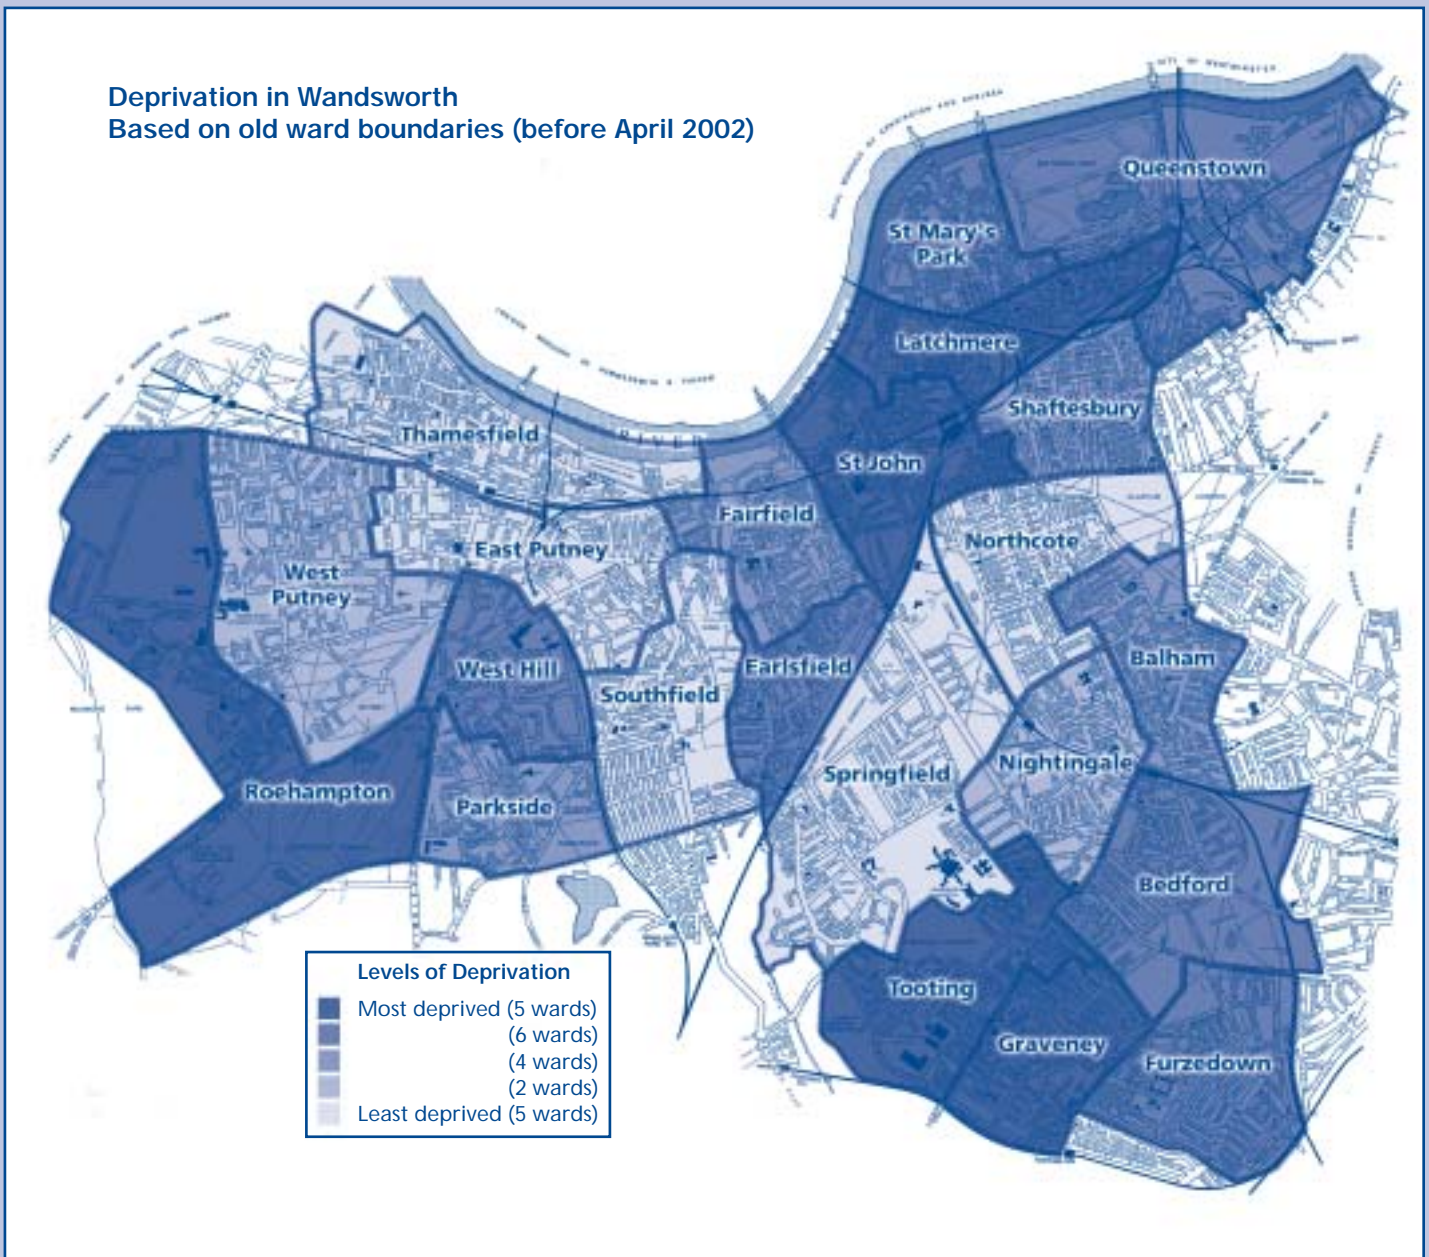 Deprivation in Wandsworth
Based on old ward boundaries (before April 2002)
Queenstown
St Mary's
Park
Latchmere
Shaftesbury
Thamesfield
RIVER
St John
Fairfield
Northcote
East Putney
West
Putney
West Hill
Earlsfield
Balham
Southfield
Springfield
Nightingale
Roehampton
Parkside
Bedford
Tooting
Graveney
Furzedown
Levels of Deprivation
Most deprived (5 wards)
(6 wards)
(4 wards)
(2 wards)
Least deprived (5 wards)